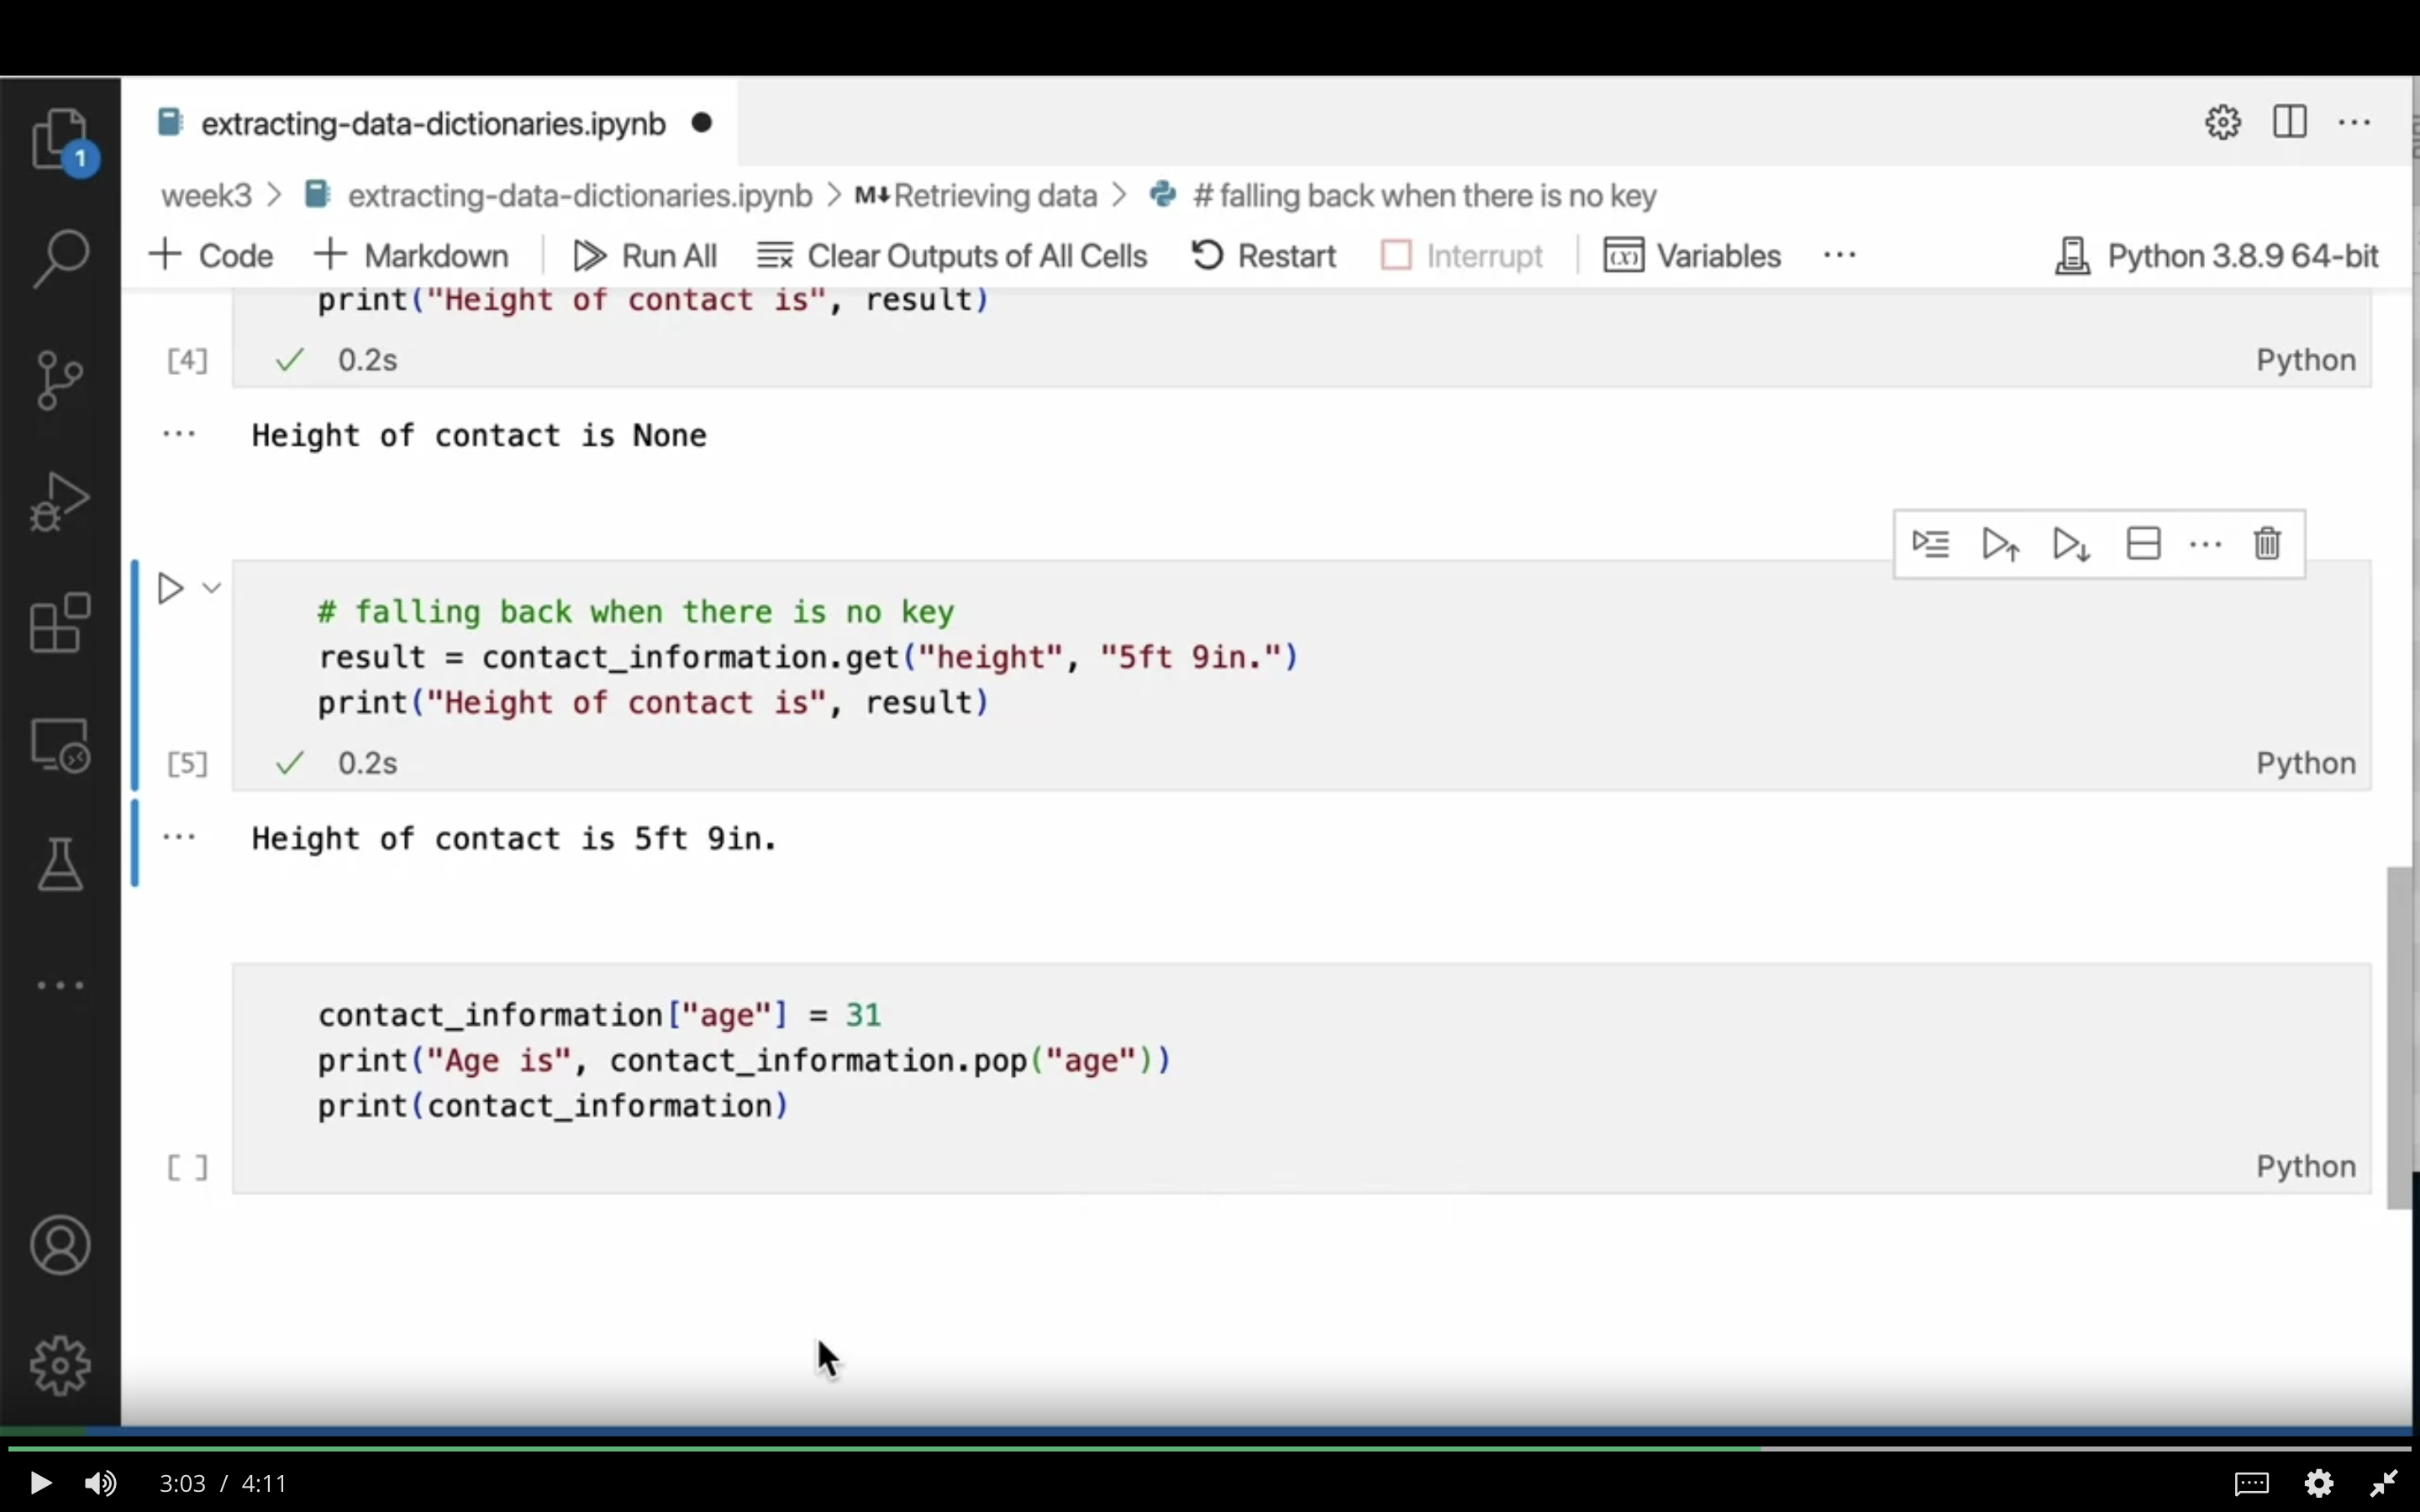 extracting-data-dictionaries.ipynb
1
week3 > extracting-data-dictionaries.ipynb > M↓Retrieving data > # falling back when there is no key
+ Code + Markdown Run All Clear Outputs of All Cells Restart Interrupt (x) Variables ... Python 3.8.9 64-bit
print("Height of contact is", result)
[4] ✓ 0.2s Python
... Height of contact is None
# falling back when there is no key
result = contact_information.get("height", "5ft 9in.")
print("Height of contact is", result)
[5] ✓ 0.2s Python
... Height of contact is 5ft 9in.
contact_information["age"] = 31
print("Age is", contact_information.pop("age"))
print(contact_information)
[ ] Python
3:03 / 4:11